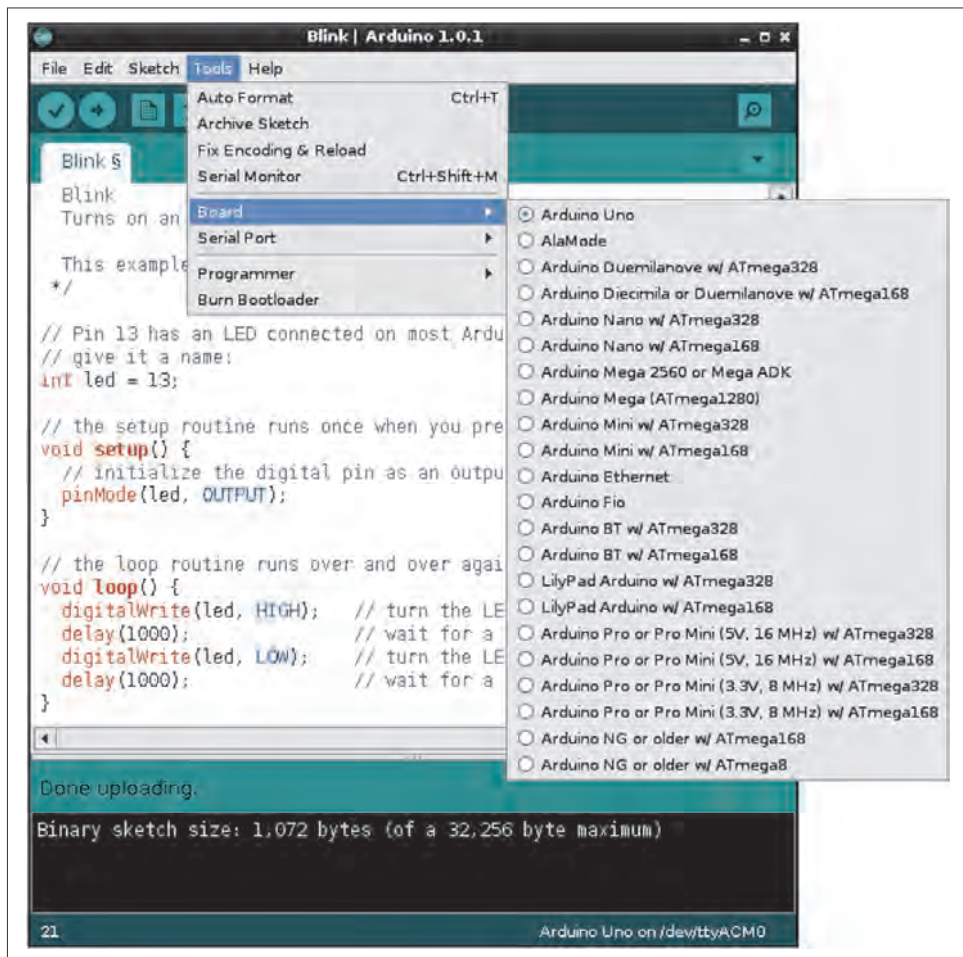 Blink | Arduino 1.0.1
File Edit Sketch Tools Help
Auto Format Ctrl+T
Archive Sketch
Fix Encoding & Reload
Serial Monitor Ctrl+Shift+M
Board
Serial Port
Programmer
Burn Bootloader
Arduino Uno
AlaMode
Arduino Duemilanove w/ ATmega328
Arduino Diecimila or Duemilanove w/ ATmega168
Arduino Nano w/ ATmega328
Arduino Nano w/ ATmega168
Arduino Mega 2560 or Mega ADK
Arduino Mega (ATmega1280)
Arduino Mini w/ ATmega328
Arduino Mini w/ ATmega168
Arduino Ethernet
Arduino Fio
Arduino BT w/ ATmega328
Arduino BT w/ ATmega168
LilyPad Arduino w/ ATmega328
LilyPad Arduino w/ ATmega168
Arduino Pro or Pro Mini (5V, 16 MHz) w/ ATmega328
Arduino Pro or Pro Mini (5V, 16 MHz) w/ ATmega168
Arduino Pro or Pro Mini (3.3V, 8 MHz) w/ ATmega328
Arduino Pro or Pro Mini (3.3V, 8 MHz) w/ ATmega168
Arduino NG or older w/ ATmega168
Arduino NG or older w/ ATmega8
Blink §
Blink
Turns on an
This example
*/
// Pin 13 has an LED connected on most Ardu
// give it a name:
int led = 13;
// the setup routine runs once when you pre
void setup() {
// initialize the digital pin as an outpu
pinMode(led, OUTPUT);
}
// the loop routine runs over and over agai
void loop() {
digitalWrite(led, HIGH); // turn the LE
delay(1000); // wait for a
digitalWrite(led, LOW); // turn the LE
delay(1000); // wait for a
}
Done uploading.
Binary sketch size: 1,072 bytes (of a 32,256 byte maximum)
21 Arduino Uno on /dev/ttyACM0